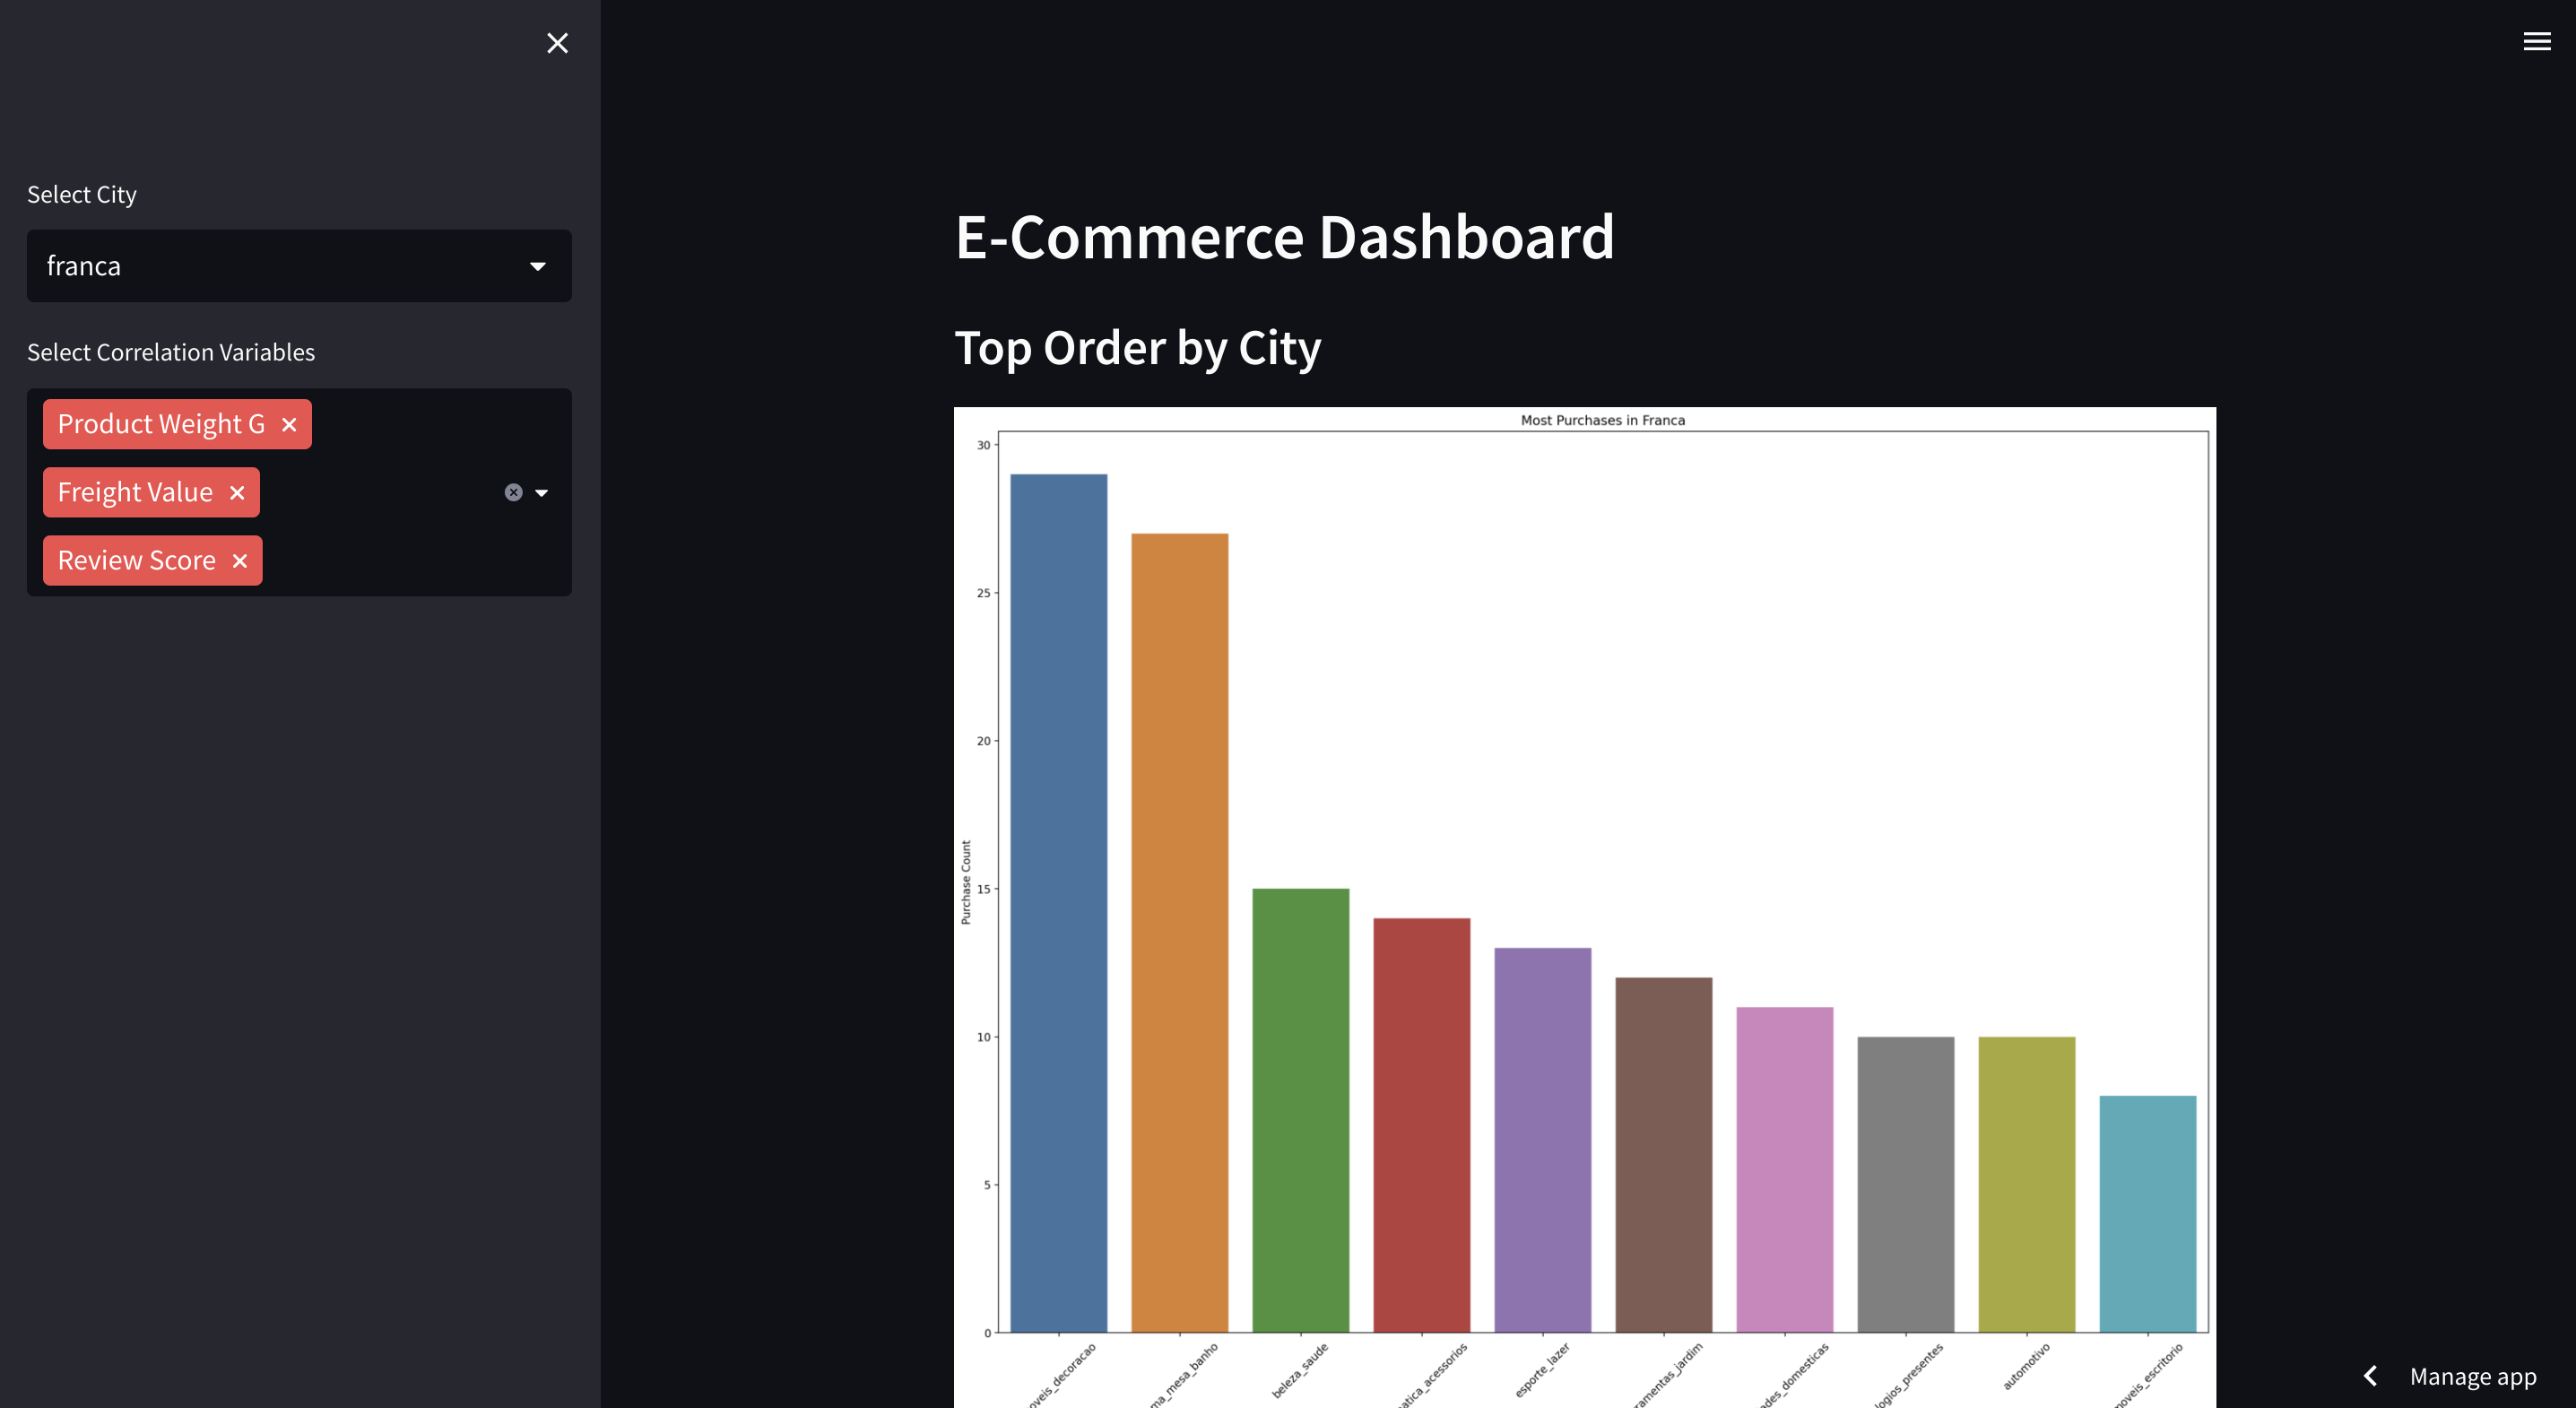 Select City
franca
Select Correlation Variables
Product Weight G
Freight Value
Review Score
E-Commerce Dashboard
Top Order by City
Most Purchases in Franca
Purchase Count
30
25
20
15
10
5
0
oveis_decoracao
ma_mesa_banho
beleza_saude
atica_acessorios
esporte_lazer
ramentas_jardim
ades_domesticas
logios_presentes
automotivo
moveis_escritorio
Manage app